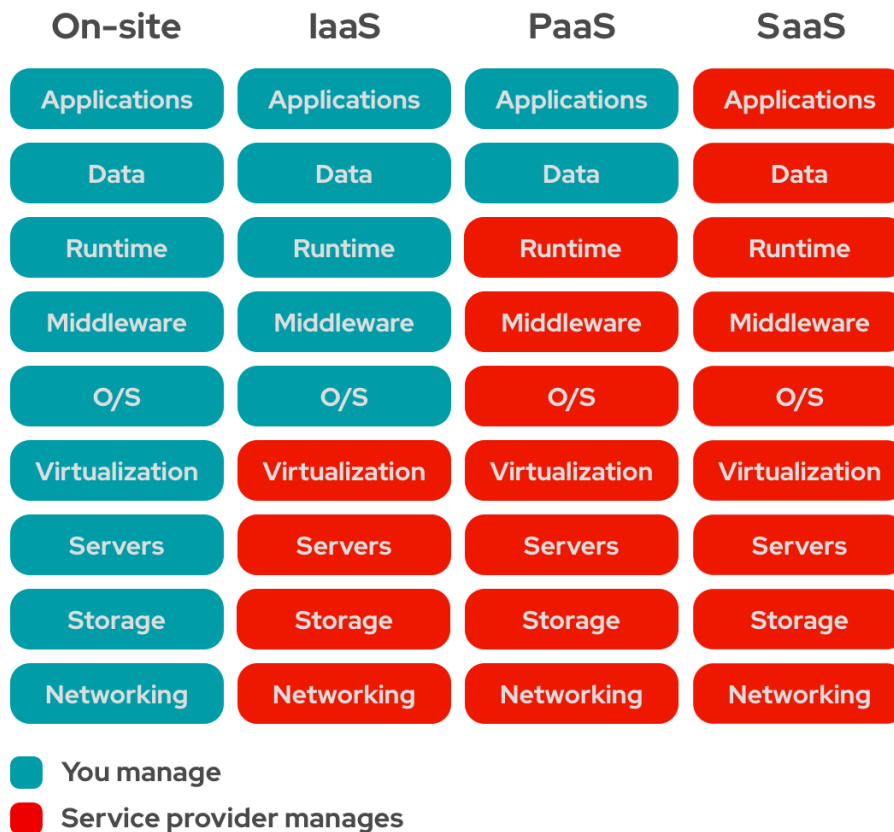 On-site IaaS PaaS SaaS
Applications Applications Applications Applications
Data Data Data Data
Runtime Runtime Runtime Runtime
Middleware Middleware Middleware Middleware
O/S O/S O/S O/S
Virtualization Virtualization Virtualization Virtualization
Servers Servers Servers Servers
Storage Storage Storage Storage
Networking Networking Networking Networking
You manage
Service provider manages